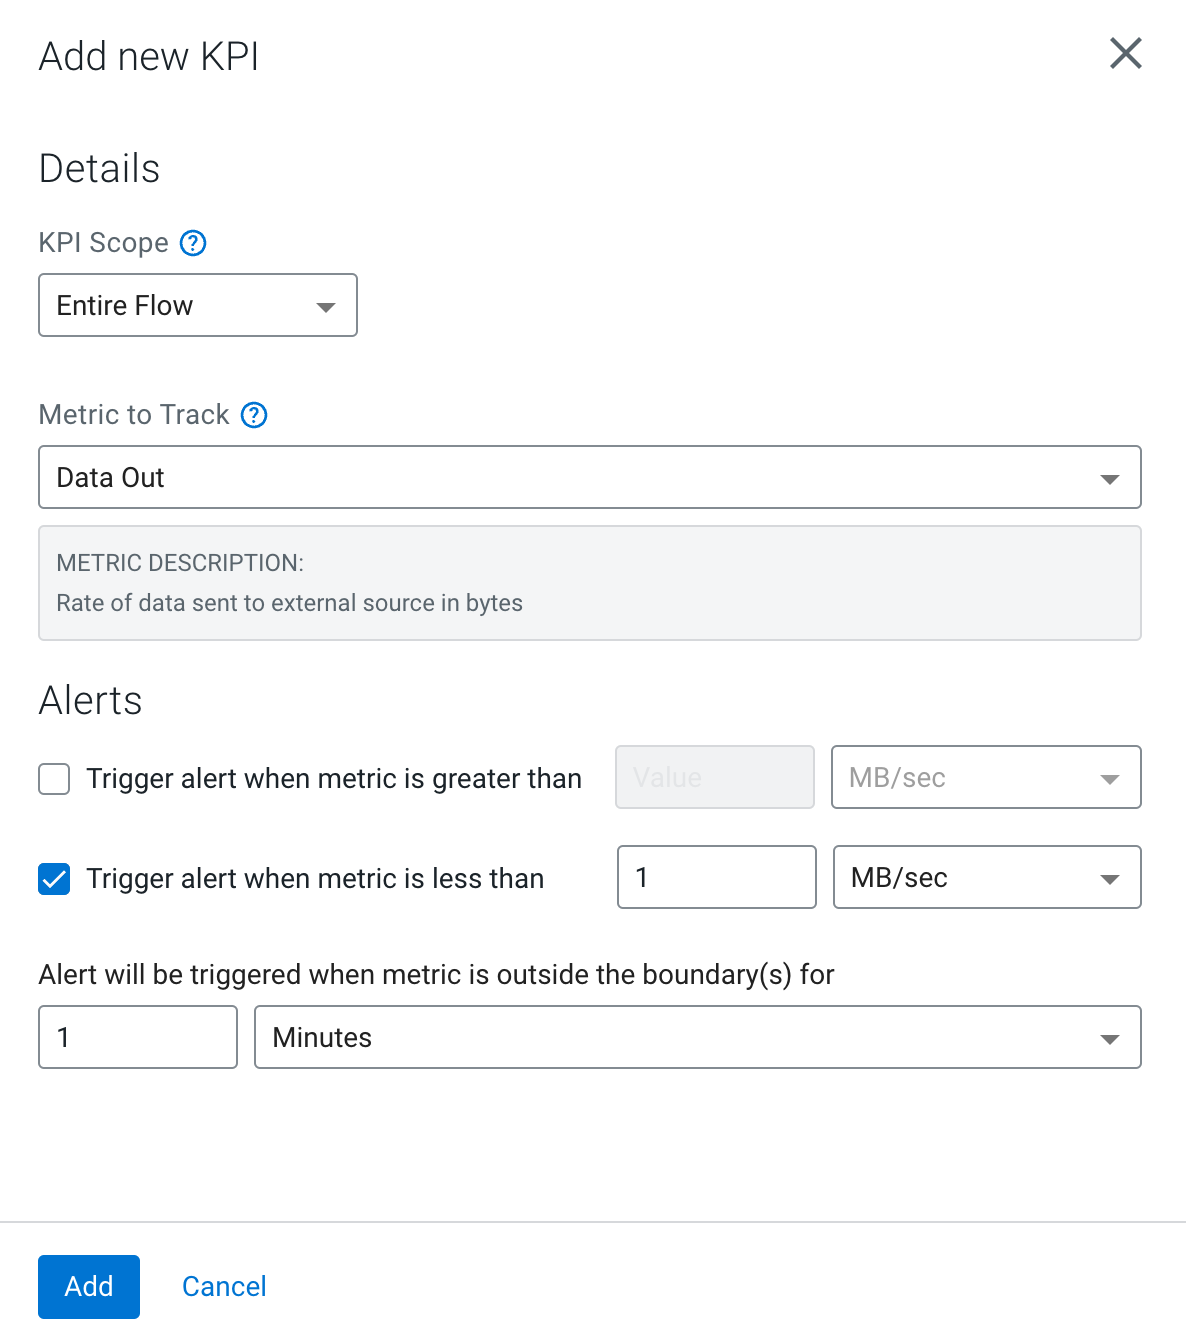 Add new KPI
Details
KPI Scope ?
Entire Flow
Metric to Track ?
Data Out
METRIC DESCRIPTION:
Rate of data sent to external source in bytes
Alerts
Trigger alert when metric is greater than Value MB/sec
Trigger alert when metric is less than 1 MB/sec
Alert will be triggered when metric is outside the boundary(s) for
1 Minutes
Add Cancel